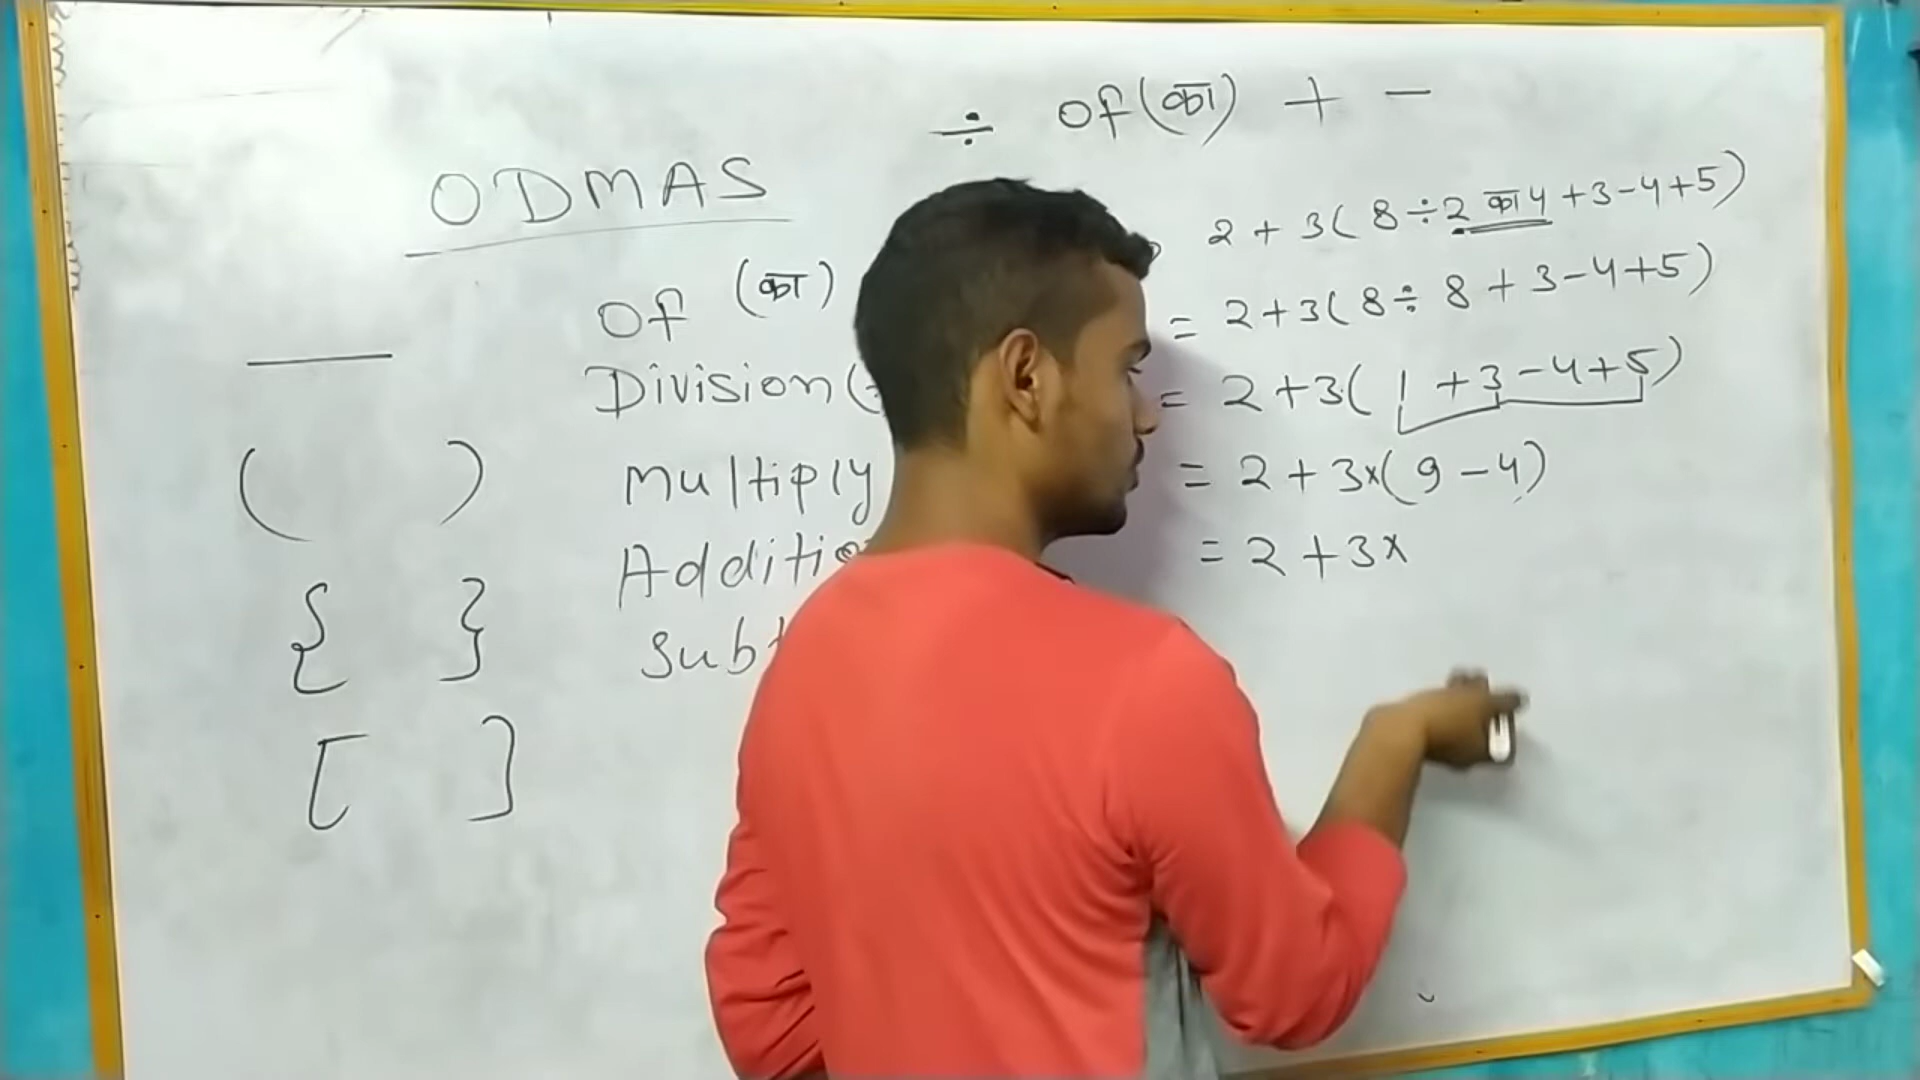 ÷ of (का) + −
ODMAS
of (का)
Division (
multiply
Additio
subt
( )
{ }
[ ]
2 + 3( 8 ÷ 2 का 4 + 3 - 4 + 5)
= 2 + 3( 8 ÷ 8 + 3 - 4 + 5)
= 2 + 3( 1 + 3 - 4 + 5)
= 2 + 3×( 9 - 4)
= 2 + 3×